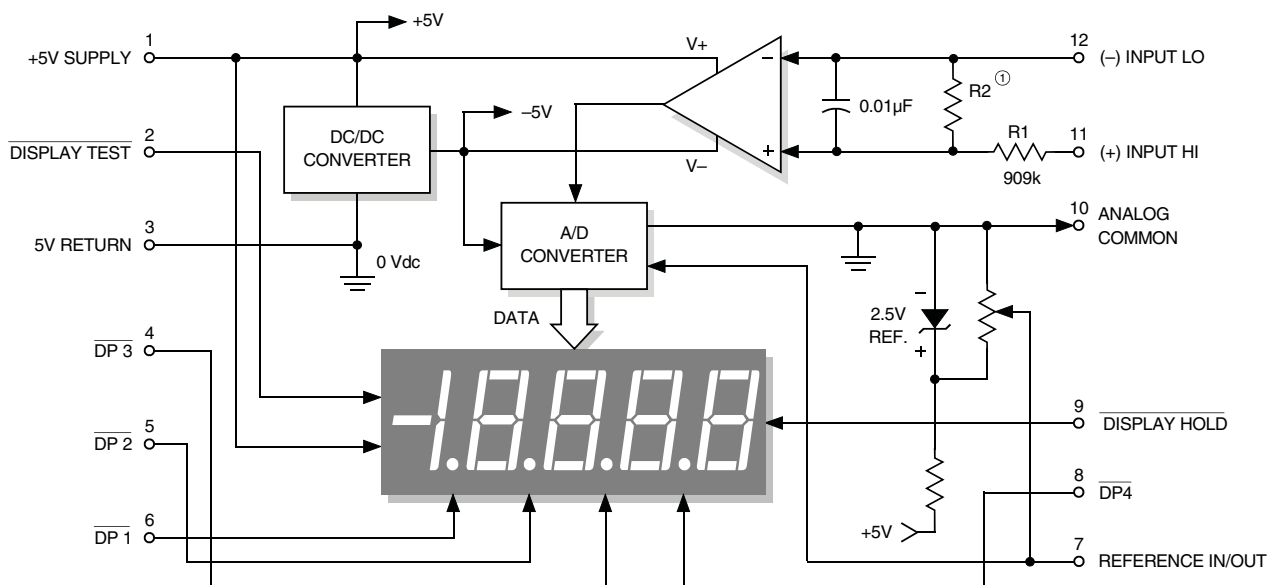 +5V
1
+5V SUPPLY
V+
–
12
(–) INPUT LO
R2①
0.01µF
–5V
DC/DC
CONVERTER
2
DISPLAY TEST
R1
11
(+) INPUT HI
+
V–
909k
3
5V RETURN
0 Vdc
A/D
CONVERTER
10
ANALOG
COMMON
DATA
–
2.5V
REF.
+
4
DP 3
-1.8.8.8.8
5
DP 2
9
DISPLAY HOLD
8
DP4
6
DP 1
+5V
7
REFERENCE IN/OUT